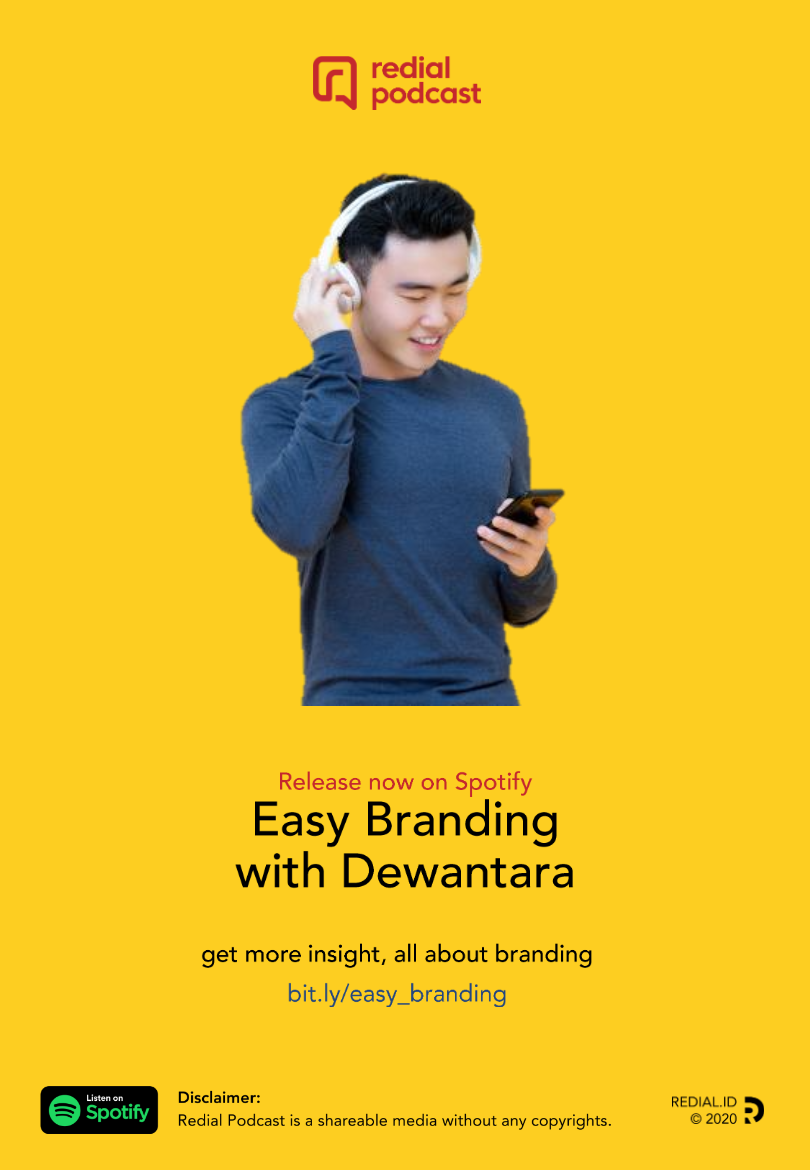 redial
podcast
Release now on Spotify
Easy Branding
with Dewantara
get more insight, all about branding
bit.ly/easy_branding
Listen on
Spotify
Disclaimer:
Redial Podcast is a shareable media without any copyrights.
REDIAL.ID
© 2020